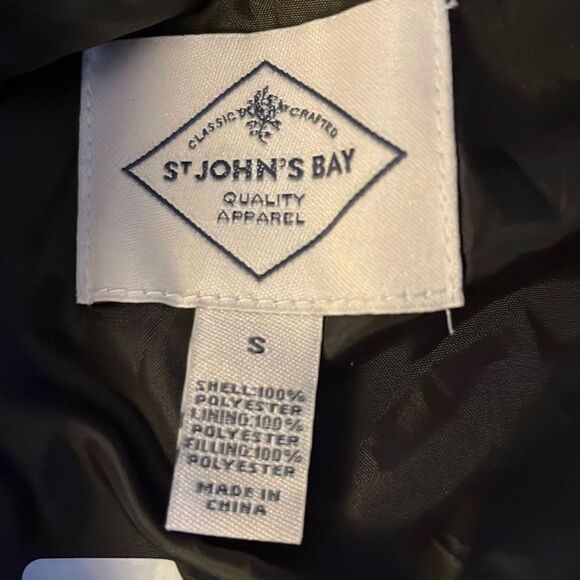 CLASSIC CRAFTED
ST JOHN'S BAY
QUALITY
APPAREL
S
SHELL:100%
POLYESTER
LINING:100%
POLYESTER
FILLING:100%
POLYESTER
MADE IN
CHINA